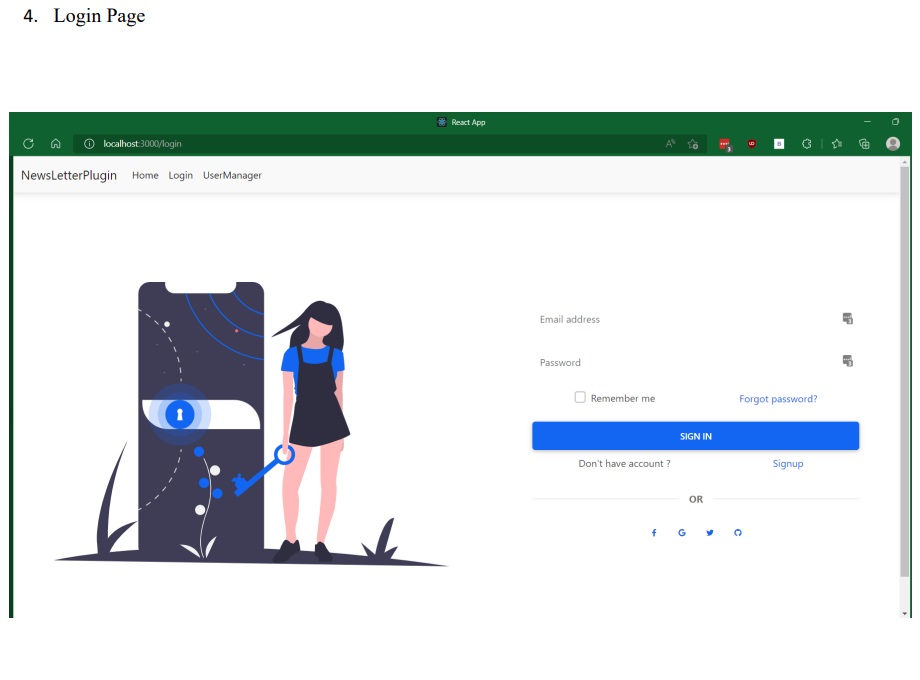 4. Login Page
React App
localhost:3000/login
NewsLetterPlugin Home Login UserManager
Email address
Password
Remember me Forgot password?
SIGN IN
Don't have account ? Signup
OR